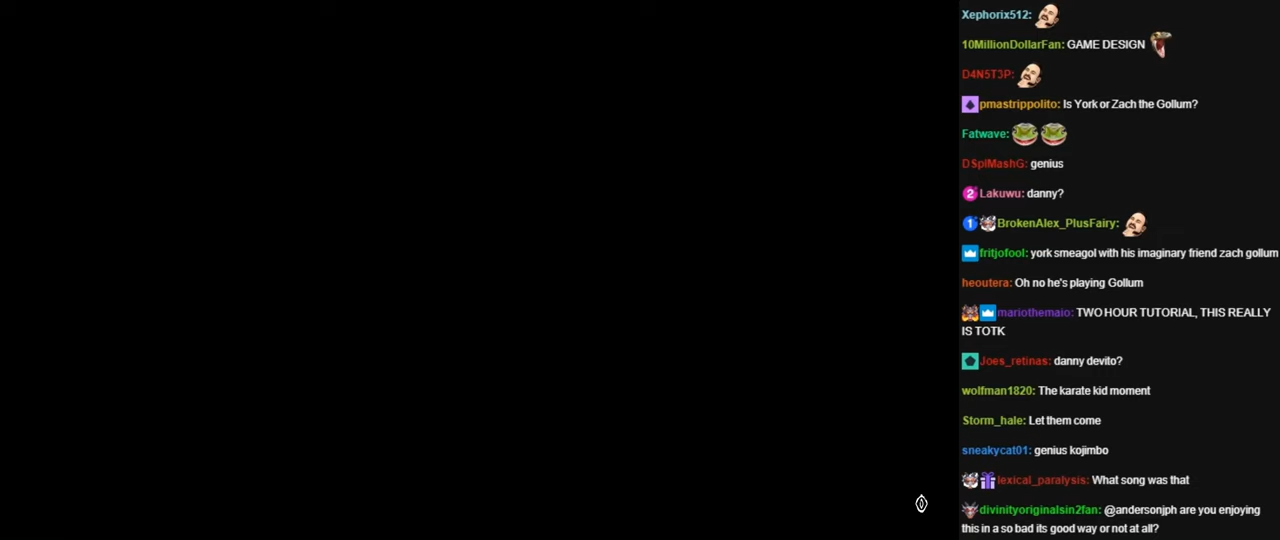 Xephorix512:
10MillionDollarFan: GAME DESIGN
D4N5T3P:
pmastrippolito: Is York or Zach the Gollum?
Fatwave:
DSplMashG: genius
2 Lakuwu: danny?
1 BrokenAlex_PlusFairy:
fritjofool: york smeagol with his imaginary friend zach gollum
heoutera: Oh no he's playing Gollum
mariothemaio: TWO HOUR TUTORIAL, THIS REALLY
IS TOTK
Joes_retinas: danny devito?
wolfman1820: The karate kid moment
Storm_hale: Let them come
sneakycat01: genius kojimbo
lexical_paralysis: What song was that
divinityoriginalsin2fan: @andersonjph are you enjoying
this in a so bad its good way or not at all?